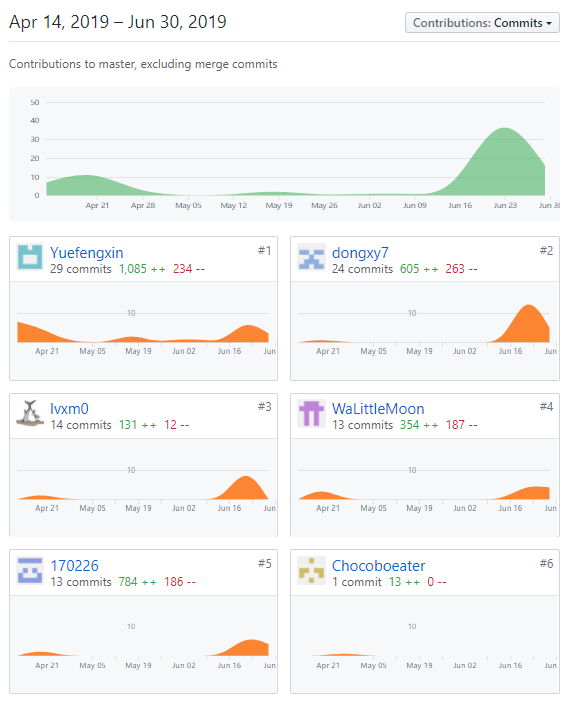 Apr 14, 2019 – Jun 30, 2019
Contributions: Commits
Contributions to master, excluding merge commits
50
40
30
20
10
0
Apr 21 Apr 28 May 05 May 12 May 19 May 26 Jun 02 Jun 09 Jun 16 Jun 23 Jun 30
Yuefengxin #1
29 commits 1,085 ++ 234 --
10
Apr 21 May 05 May 19 Jun 02 Jun 16 Jun
dongxy7 #2
24 commits 605 ++ 263 --
10
Apr 21 May 05 May 19 Jun 02 Jun 16 Jun
lvxm0 #3
14 commits 131 ++ 12 --
10
Apr 21 May 05 May 19 Jun 02 Jun 16 Jun
WaLittleMoon #4
13 commits 354 ++ 187 --
10
Apr 21 May 05 May 19 Jun 02 Jun 16 Jun
170226 #5
13 commits 784 ++ 186 --
10
Apr 21 May 05 May 19 Jun 02 Jun 16 Jun
Chocoboeater #6
1 commit 13 ++ 0 --
10
Apr 21 May 05 May 19 Jun 02 Jun 16 Jun